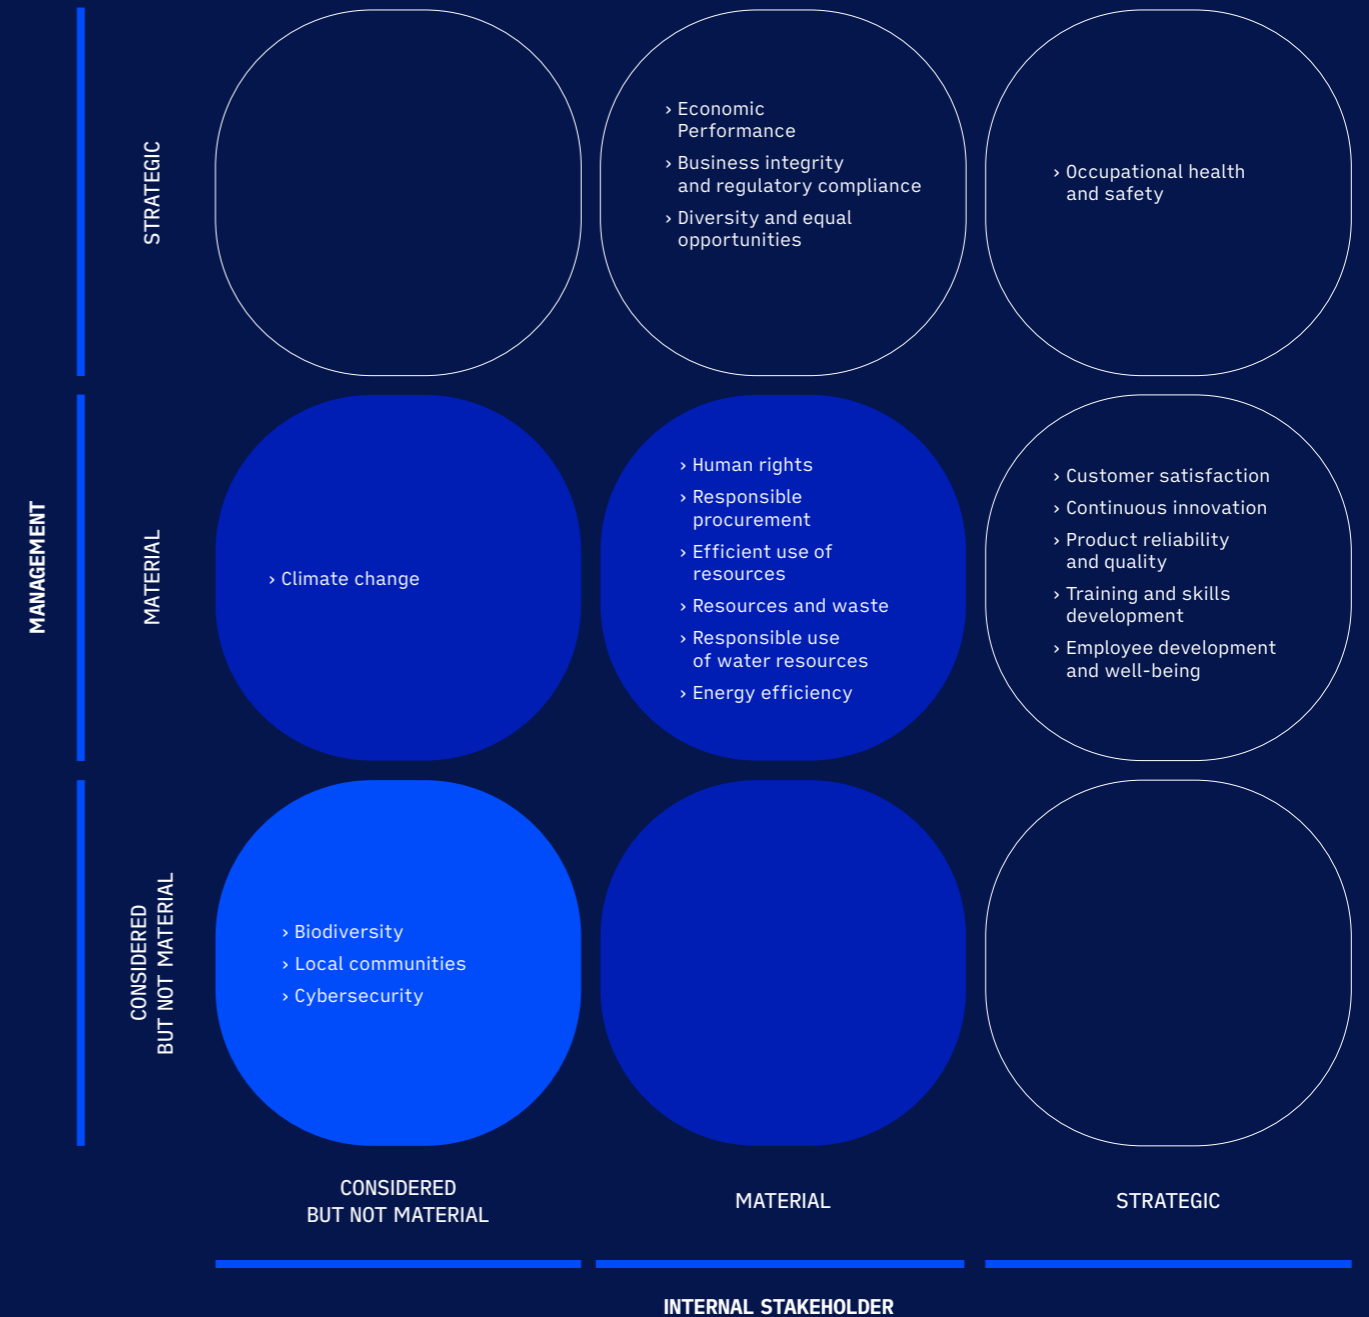 MANAGEMENT
STRATEGIC
› Economic
Performance
› Business integrity
and regulatory compliance
› Diversity and equal
opportunities
› Occupational health
and safety
MATERIAL
› Climate change
› Human rights
› Responsible
procurement
› Efficient use of
resources
› Resources and waste
› Responsible use
of water resources
› Energy efficiency
› Customer satisfaction
› Continuous innovation
› Product reliability
and quality
› Training and skills
development
› Employee development
and well-being
CONSIDERED
BUT NOT MATERIAL
› Biodiversity
› Local communities
› Cybersecurity
CONSIDERED
BUT NOT MATERIAL
MATERIAL
STRATEGIC
INTERNAL STAKEHOLDER